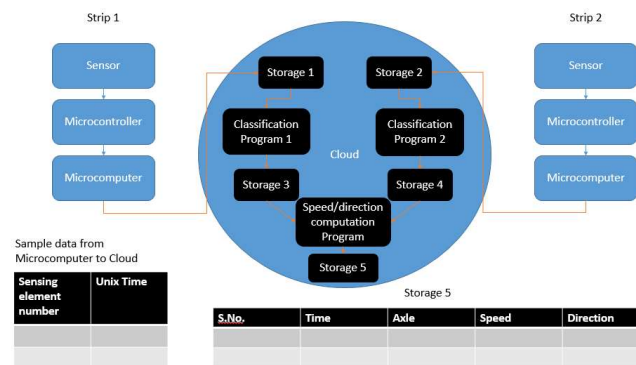 Strip 1
Strip 2
Sensor
Microcontroller
Microcomputer
Storage 1
Storage 2
Classification
Program 1
Classification
Program 2
Cloud
Storage 3
Storage 4
Speed/direction
computation
Program
Storage 5
Sensor
Microcontroller
Microcomputer
Sample data from
Microcomputer to Cloud
Sensing
element
number
Unix Time
Storage 5
S.No.
Time
Axle
Speed
Direction